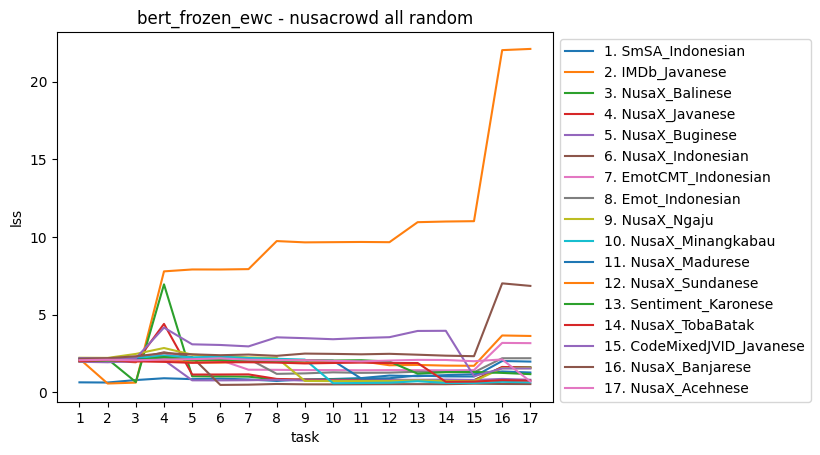 bert_frozen_ewc - nusacrowd all random
lss
20
15
10
5
0
1 2 3 4 5 6 7 8 9 10 11 12 13 14 15 16 17
task
1. SmSA_Indonesian
2. IMDb_Javanese
3. NusaX_Balinese
4. NusaX_Javanese
5. NusaX_Buginese
6. NusaX_Indonesian
7. EmotCMT_Indonesian
8. Emot_Indonesian
9. NusaX_Ngaju
10. NusaX_Minangkabau
11. NusaX_Madurese
12. NusaX_Sundanese
13. Sentiment_Karonese
14. NusaX_TobaBatak
15. CodeMixedJVID_Javanese
16. NusaX_Banjarese
17. NusaX_Acehnese